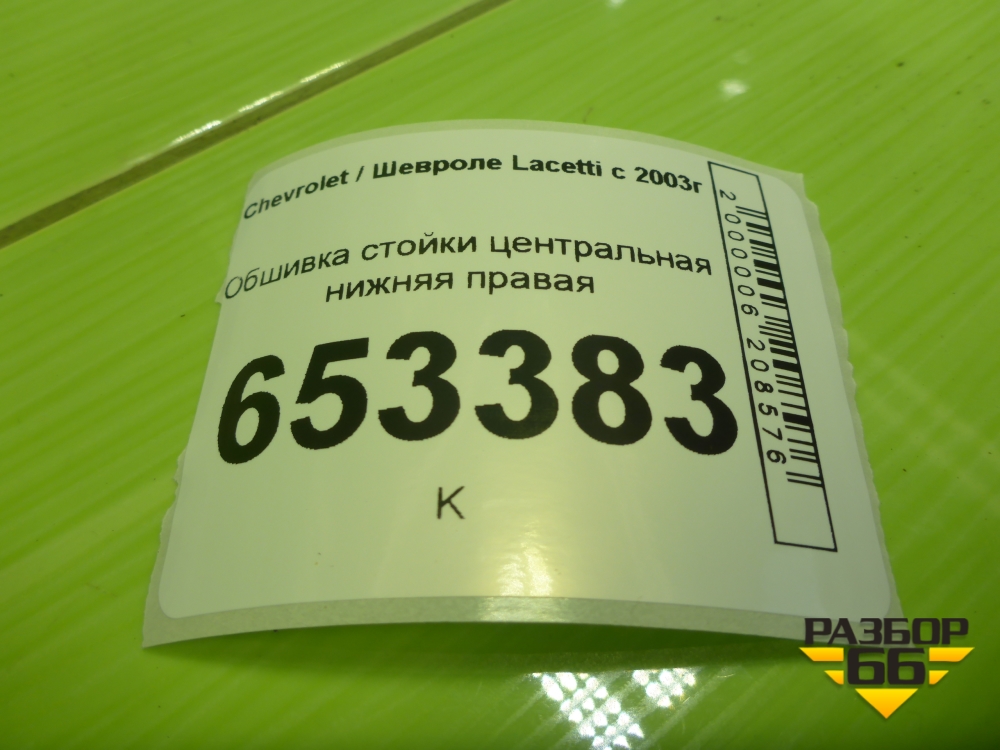 Chevrolet / Шевроле Lacetti с 2003г
Обшивка стойки центральная
нижняя правая
653383
К
2000006208576
РАЗБОР
66